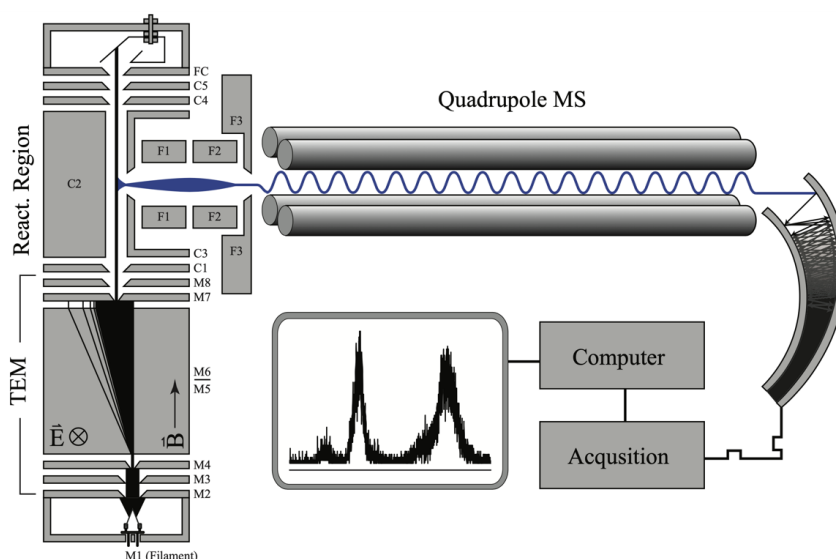 Quadrupole MS
FC
C5
C4
F3
F1
F2
C2
React. Region
F1
F2
F3
C3
C1
M8
M7
TEM
M6
M5
E⃗ ⊗
B⃗
M4
M3
M2
M1 (Filament)
Computer
Acqusition